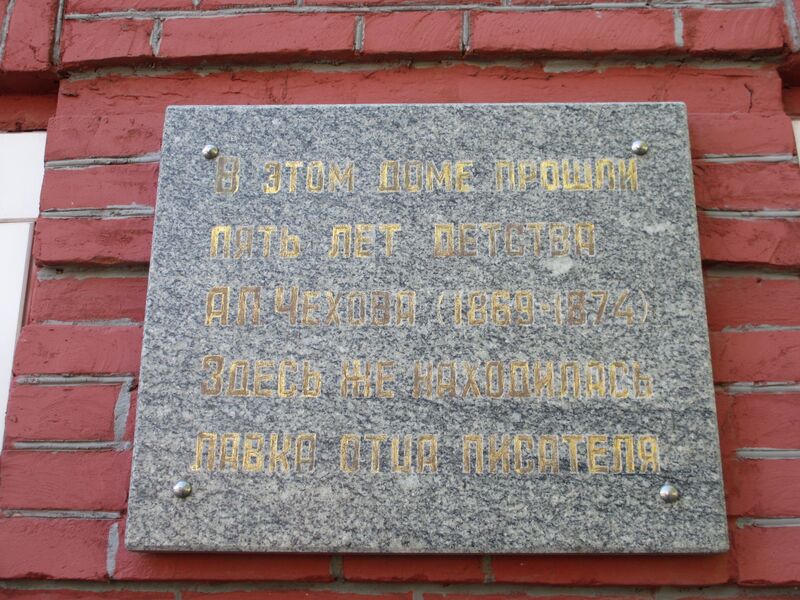 В ЭТОМ ДОМЕ ПРОШЛИ
ПЯТЬ ЛЕТ ДЕТСТВА
А.П. ЧЕХОВА (1869-1874)
ЗДЕСЬ ЖЕ НАХОДИЛАСЬ
ЛАВКА ОТЦА ПИСАТЕЛЯ